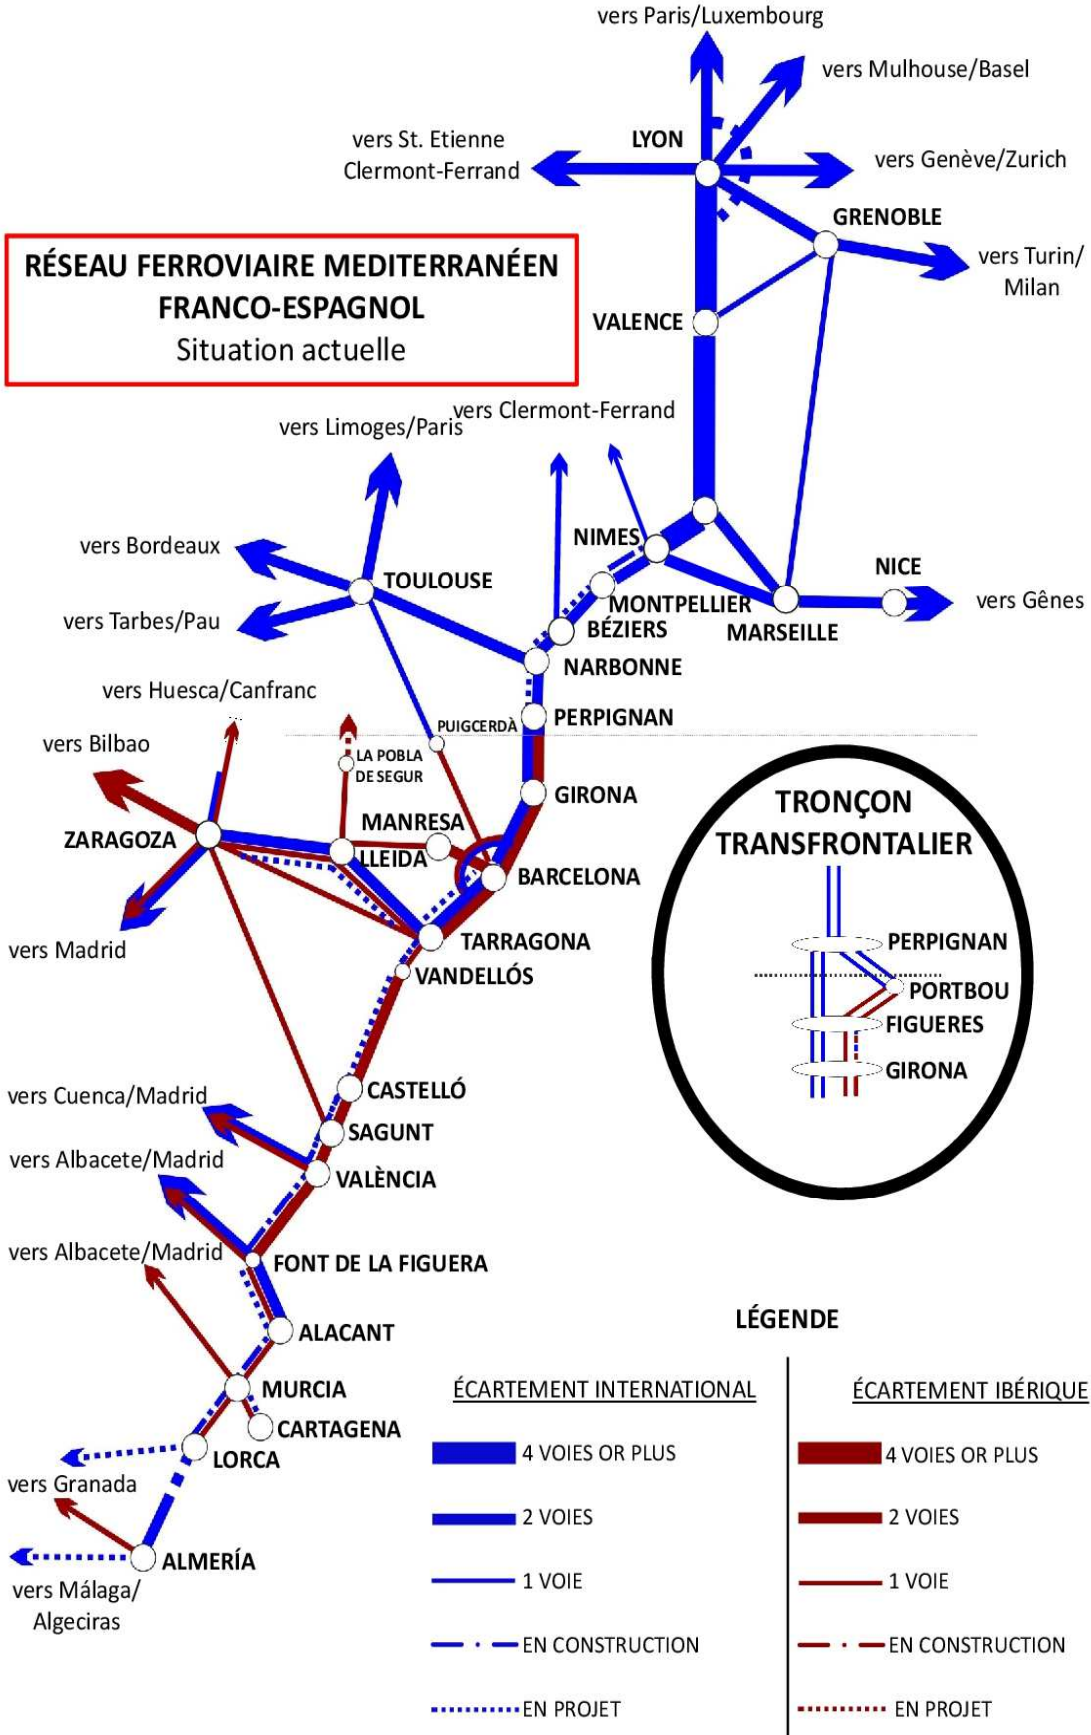 vers Paris/Luxembourg
vers Mulhouse/Basel
LYON
vers St. Etienne
Clermont-Ferrand
vers Genève/Zurich
GRENOBLE
vers Turin/
Milan
RÉSEAU FERROVIAIRE MEDITERRANÉEN
FRANCO-ESPAGNOL
Situation actuelle
VALENCE
vers Clermont-Ferrand
vers Limoges/Paris
NIMES
vers Bordeaux
TOULOUSE
NICE
vers Gênes
MONTPELLIER
vers Tarbes/Pau
BÉZIERS
MARSEILLE
NARBONNE
vers Huesca/Canfranc
PERPIGNAN
PUIGCERDÀ
vers Bilbao
LA POBLA
DE SEGUR
GIRONA
MANRESA
ZARAGOZA
LLEIDA
BARCELONA
TARRAGONA
vers Madrid
VANDELLÓS
TRONÇON
TRANSFRONTALIER
PERPIGNAN
PORTBOU
FIGUERES
GIRONA
CASTELLÓ
vers Cuenca/Madrid
SAGUNT
vers Albacete/Madrid
VALÈNCIA
vers Albacete/Madrid
FONT DE LA FIGUERA
ALACANT
MURCIA
CARTAGENA
LORCA
vers Granada
ALMERÍA
vers Málaga/
Algeciras
LÉGENDE
ÉCARTEMENT INTERNATIONAL
ÉCARTEMENT IBÉRIQUE
4 VOIES OR PLUS
4 VOIES OR PLUS
2 VOIES
2 VOIES
1 VOIE
1 VOIE
EN CONSTRUCTION
EN CONSTRUCTION
EN PROJET
EN PROJET